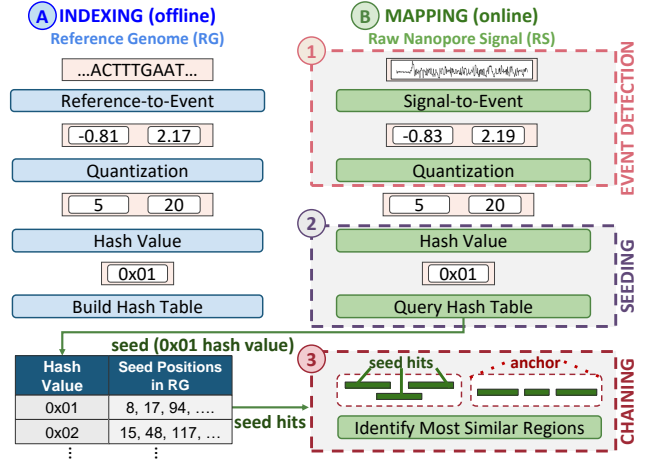 A INDEXING (offline)
Reference Genome (RG)
...ACTTTGAAT...
Reference-to-Event
-0.81 2.17
Quantization
5 20
Hash Value
0x01
Build Hash Table
B MAPPING (online)
Raw Nanopore Signal (RS)
1
Signal-to-Event
-0.83 2.19
Quantization
EVENT DETECTION
5 20
2
Hash Value
0x01
Query Hash Table
SEEDING
seed (0x01 hash value)
Hash Value
Seed Positions in RG
0x01 8, 17, 94, ….
0x02 15, 48, 117, …
seed hits
3
seed hits
anchor
Identify Most Similar Regions
CHAINING